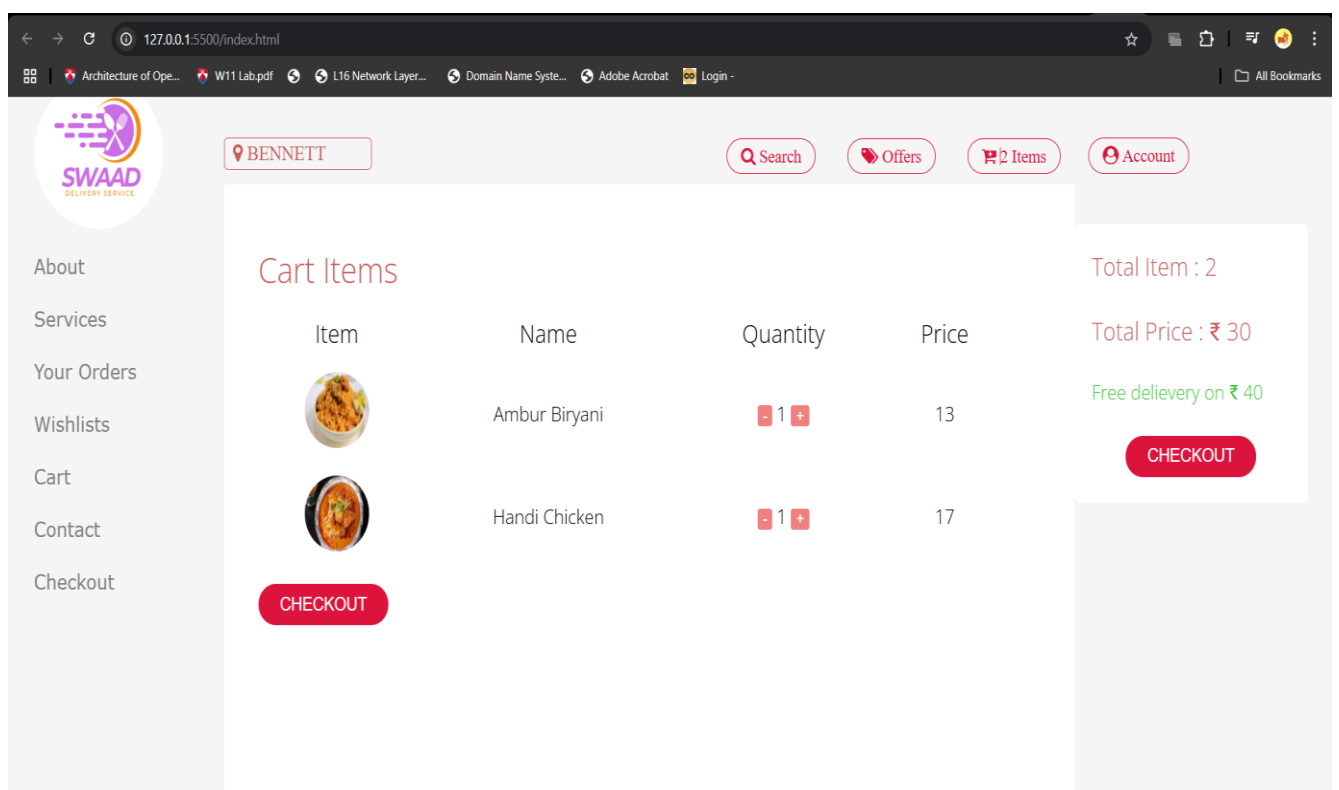 127.0.0.1:5500/index.html
Architecture of Ope... W11 Lab.pdf L16 Network Layer... Domain Name Syste... Adobe Acrobat Login - All Bookmarks
SWAAD
DELIVERY SERVICE
BENNETT Search Offers 2 Items Account
About
Services
Your Orders
Wishlists
Cart
Contact
Checkout
Cart Items
Item Name Quantity Price
Ambur Biryani - 1 + 13
Handi Chicken - 1 + 17
CHECKOUT
Total Item : 2
Total Price : ₹ 30
Free delievery on ₹ 40
CHECKOUT